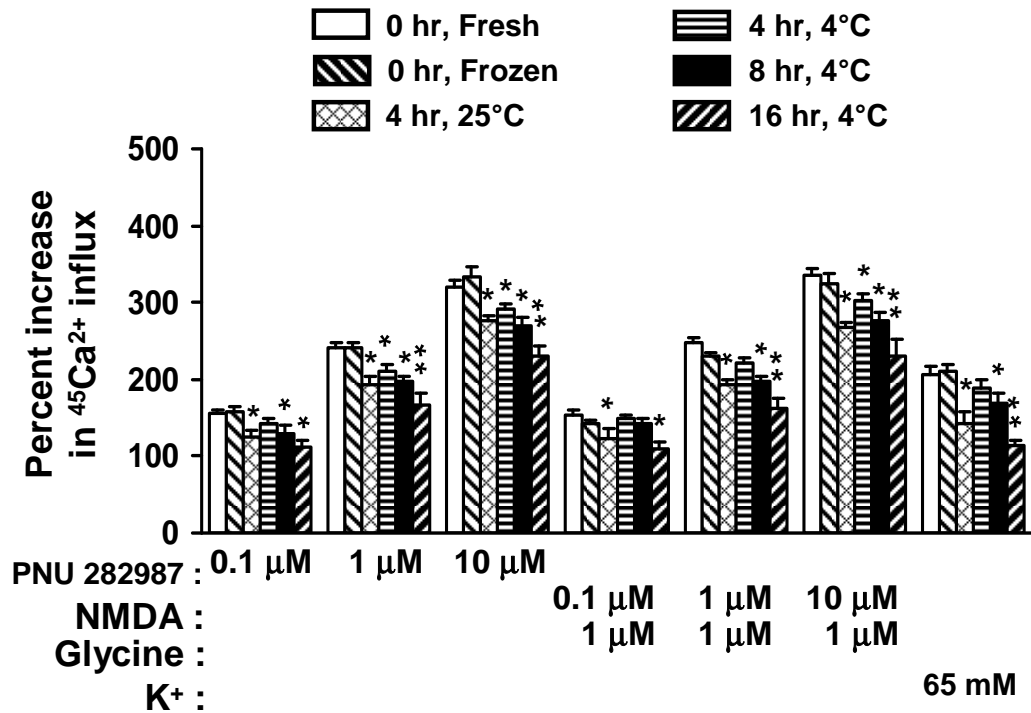 0 hr, Fresh
4 hr, 4°C
0 hr, Frozen
8 hr, 4°C
4 hr, 25°C
16 hr, 4°C
Percent increase
in ⁴⁵Ca²⁺ influx
500
400
300
200
100
0
* * * * * * * * * * * * * * * * * * * * * * * * * * *
PNU 282987 : 0.1 μM 1 μM 10 μM
NMDA : 0.1 μM 1 μM 10 μM
Glycine : 1 μM 1 μM 1 μM
K⁺ : 65 mM